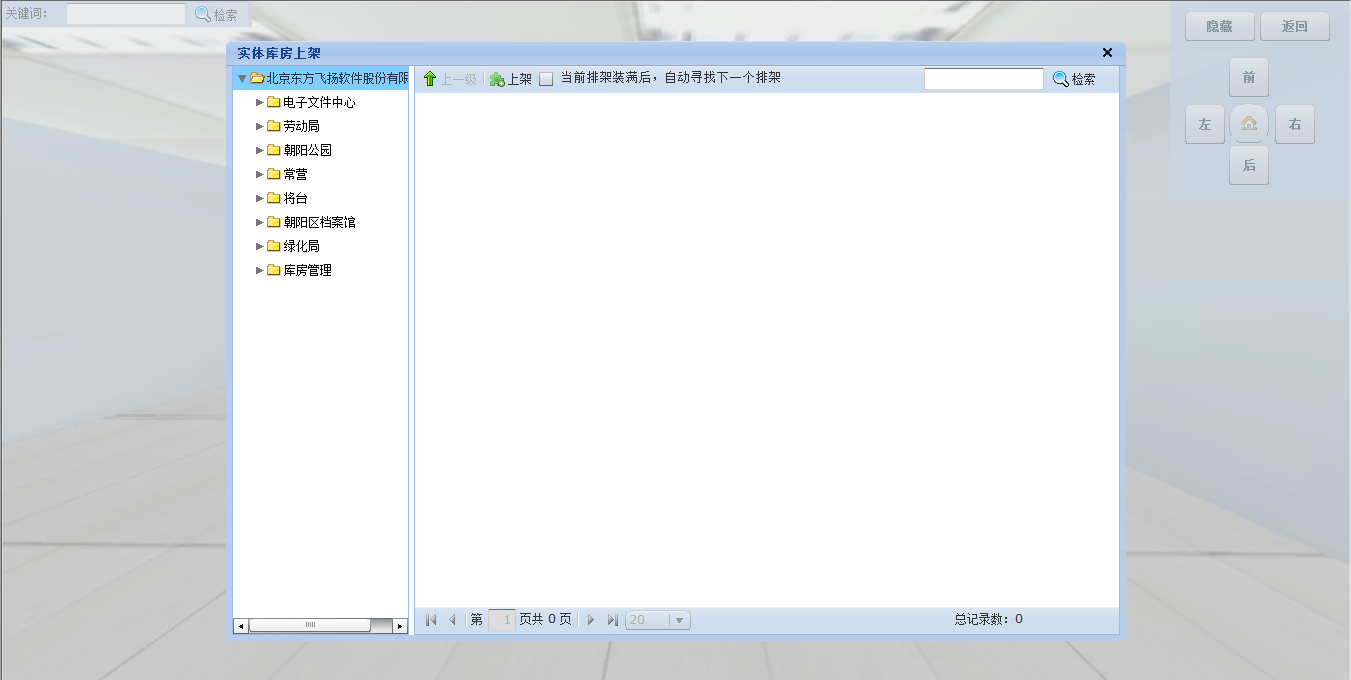 关键词:
检索
隐藏
返回
前
左
右
后
实体库房上架
北京东方飞扬软件股份有限
电子文件中心
劳动局
朝阳公园
常营
将台
朝阳区档案馆
绿化局
库房管理
上一级
上架
当前排架装满后，自动寻找下一个排架
检索
第 1 页共 0 页
20
总记录数: 0